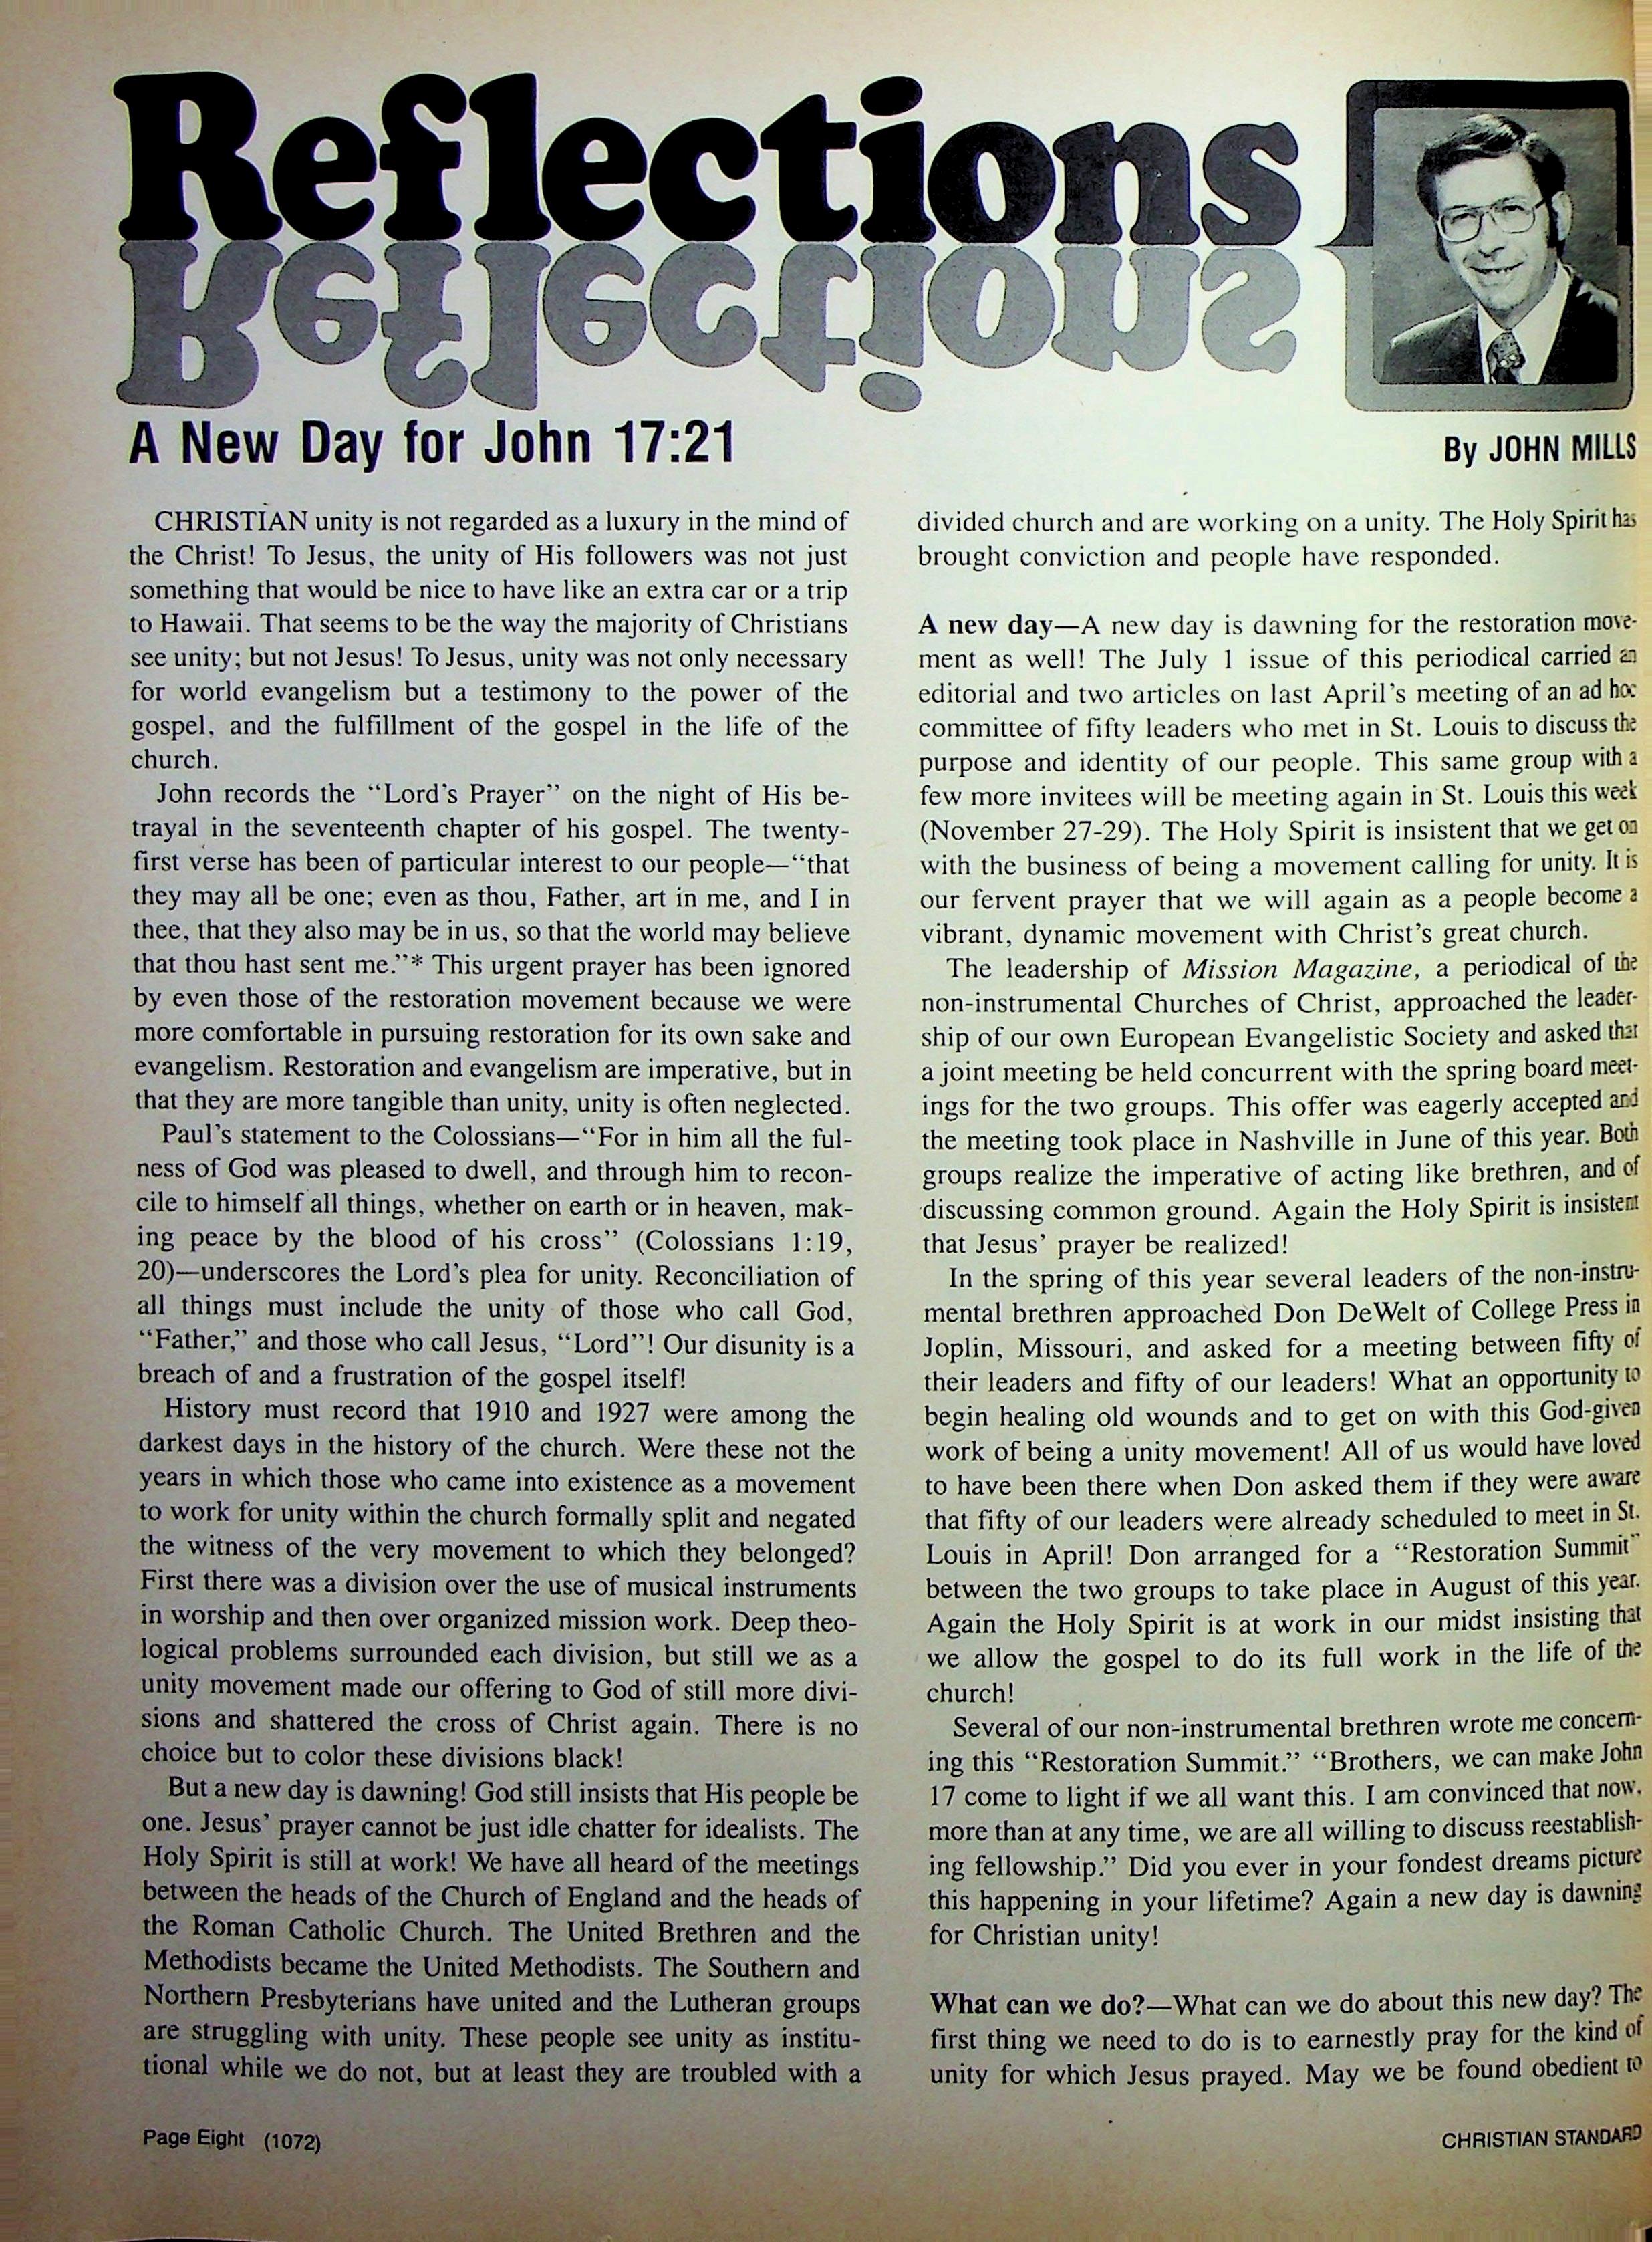 Reflections
A New Day for John 17:21
By JOHN MILLS
CHRISTIAN unity is not regarded as a luxury in the mind of
the Christ! To Jesus, the unity of His followers was not just
something that would be nice to have like an extra car or a trip
to Hawaii. That seems to be the way the majority of Christians
see unity; but not Jesus! To Jesus, unity was not only necessary
for world evangelism but a testimony to the power of the
gospel, and the fulfillment of the gospel in the life of the
church.
John records the “Lord’s Prayer” on the night of His be-
trayal in the seventeenth chapter of his gospel. The twenty-
first verse has been of particular interest to our people—“that
they may all be one; even as thou, Father, art in me, and I in
thee, that they also may be in us, so that the world may believe
that thou hast sent me.”* This urgent prayer has been ignored
by even those of the restoration movement because we were
more comfortable in pursuing restoration for its own sake and
evangelism. Restoration and evangelism are imperative, but in
that they are more tangible than unity, unity is often neglected.
Paul’s statement to the Colossians—“For in him all the ful-
ness of God was pleased to dwell, and through him to recon-
cile to himself all things, whether on earth or in heaven, mak-
ing peace by the blood of his cross” (Colossians 1:19,
20)—underscores the Lord’s plea for unity. Reconciliation of
all things must include the unity of those who call God,
“Father,” and those who call Jesus, “Lord”! Our disunity is a
breach of and a frustration of the gospel itself!
History must record that 1910 and 1927 were among the
darkest days in the history of the church. Were these not the
years in which those who came into existence as a movement
to work for unity within the church formally split and negated
the witness of the very movement to which they belonged?
First there was a division over the use of musical instruments
in worship and then over organized mission work. Deep theo-
logical problems surrounded each division, but still we as a
unity movement made our offering to God of still more divi-
sions and shattered the cross of Christ again. There is no
choice but to color these divisions black!
But a new day is dawning! God still insists that His people be
one. Jesus’ prayer cannot be just idle chatter for idealists. The
Holy Spirit is still at work! We have all heard of the meetings
between the heads of the Church of England and the heads of
the Roman Catholic Church. The United Brethren and the
Methodists became the United Methodists. The Southern and
Northern Presbyterians have united and the Lutheran groups
are struggling with unity. These people see unity as institu-
tional while we do not, but at least they are troubled with a
divided church and are working on a unity. The Holy Spirit has
brought conviction and people have responded.
A new day—A new day is dawning for the restoration move-
ment as well! The July 1 issue of this periodical carried an
editorial and two articles on last April’s meeting of an ad hoc
committee of fifty leaders who met in St. Louis to discuss the
purpose and identity of our people. This same group with a
few more invitees will be meeting again in St. Louis this week
(November 27-29). The Holy Spirit is insistent that we get on
with the business of being a movement calling for unity. It is
our fervent prayer that we will again as a people become a
vibrant, dynamic movement with Christ’s great church.
The leadership of Mission Magazine, a periodical of the
non-instrumental Churches of Christ, approached the leader-
ship of our own European Evangelistic Society and asked that
a joint meeting be held concurrent with the spring board meet-
ings for the two groups. This offer was eagerly accepted and
the meeting took place in Nashville in June of this year. Both
groups realize the imperative of acting like brethren, and of
discussing common ground. Again the Holy Spirit is insistent
that Jesus’ prayer be realized!
In the spring of this year several leaders of the non-instru-
mental brethren approached Don DeWelt of College Press in
Joplin, Missouri, and asked for a meeting between fifty of
their leaders and fifty of our leaders! What an opportunity to
begin healing old wounds and to get on with this God-given
work of being a unity movement! All of us would have loved
to have been there when Don asked them if they were aware
that fifty of our leaders were already scheduled to meet in St.
Louis in April! Don arranged for a “Restoration Summit”
between the two groups to take place in August of this year.
Again the Holy Spirit is at work in our midst insisting that
we allow the gospel to do its full work in the life of the
church!
Several of our non-instrumental brethren wrote me concern-
ing this “Restoration Summit.” “Brothers, we can make John
17 come to light if we all want this. I am convinced that now,
more than at any time, we are all willing to discuss reestablish-
ing fellowship.” Did you ever in your fondest dreams picture
this happening in your lifetime? Again a new day is dawning
for Christian unity!
What can we do?—What can we do about this new day? The
first thing we need to do is to earnestly pray for the kind of
unity for which Jesus prayed. May we be found obedient to
Page Eight (1072)
CHRISTIAN STANDARD